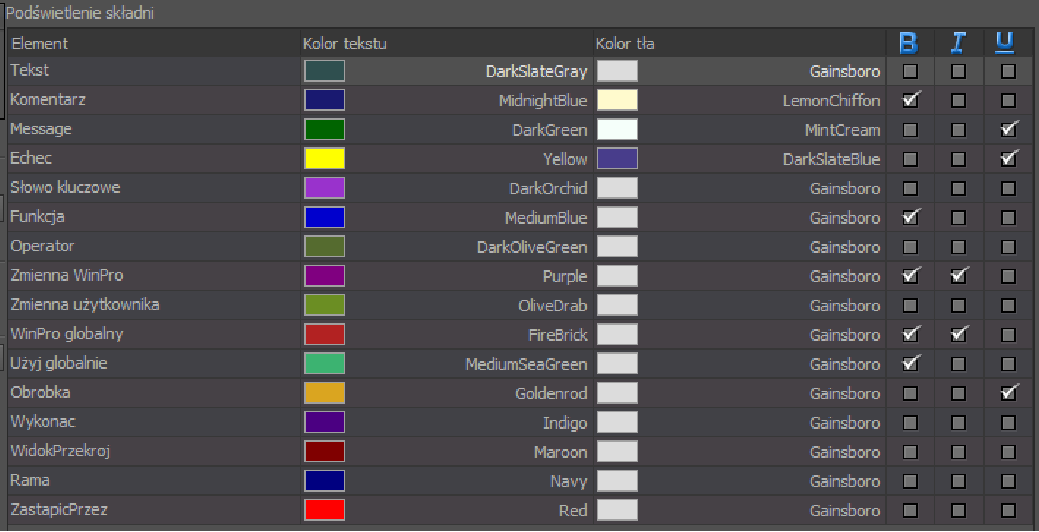 Podświetlenie składni
Element Kolor tekstu Kolor tła B I U
Tekst DarkSlateGray Gainsboro
Komentarz MidnightBlue LemonChiffon
Message DarkGreen MintCream
Echec Yellow DarkSlateBlue
Słowo kluczowe DarkOrchid Gainsboro
Funkcja MediumBlue Gainsboro
Operator DarkOliveGreen Gainsboro
Zmienna WinPro Purple Gainsboro
Zmienna użytkownika OliveDrab Gainsboro
WinPro globalny FireBrick Gainsboro
Użyj globalnie MediumSeaGreen Gainsboro
Obrobka Goldenrod Gainsboro
Wykonac Indigo Gainsboro
WidokPrzekroj Maroon Gainsboro
Rama Navy Gainsboro
ZastapicPrzez Red Gainsboro